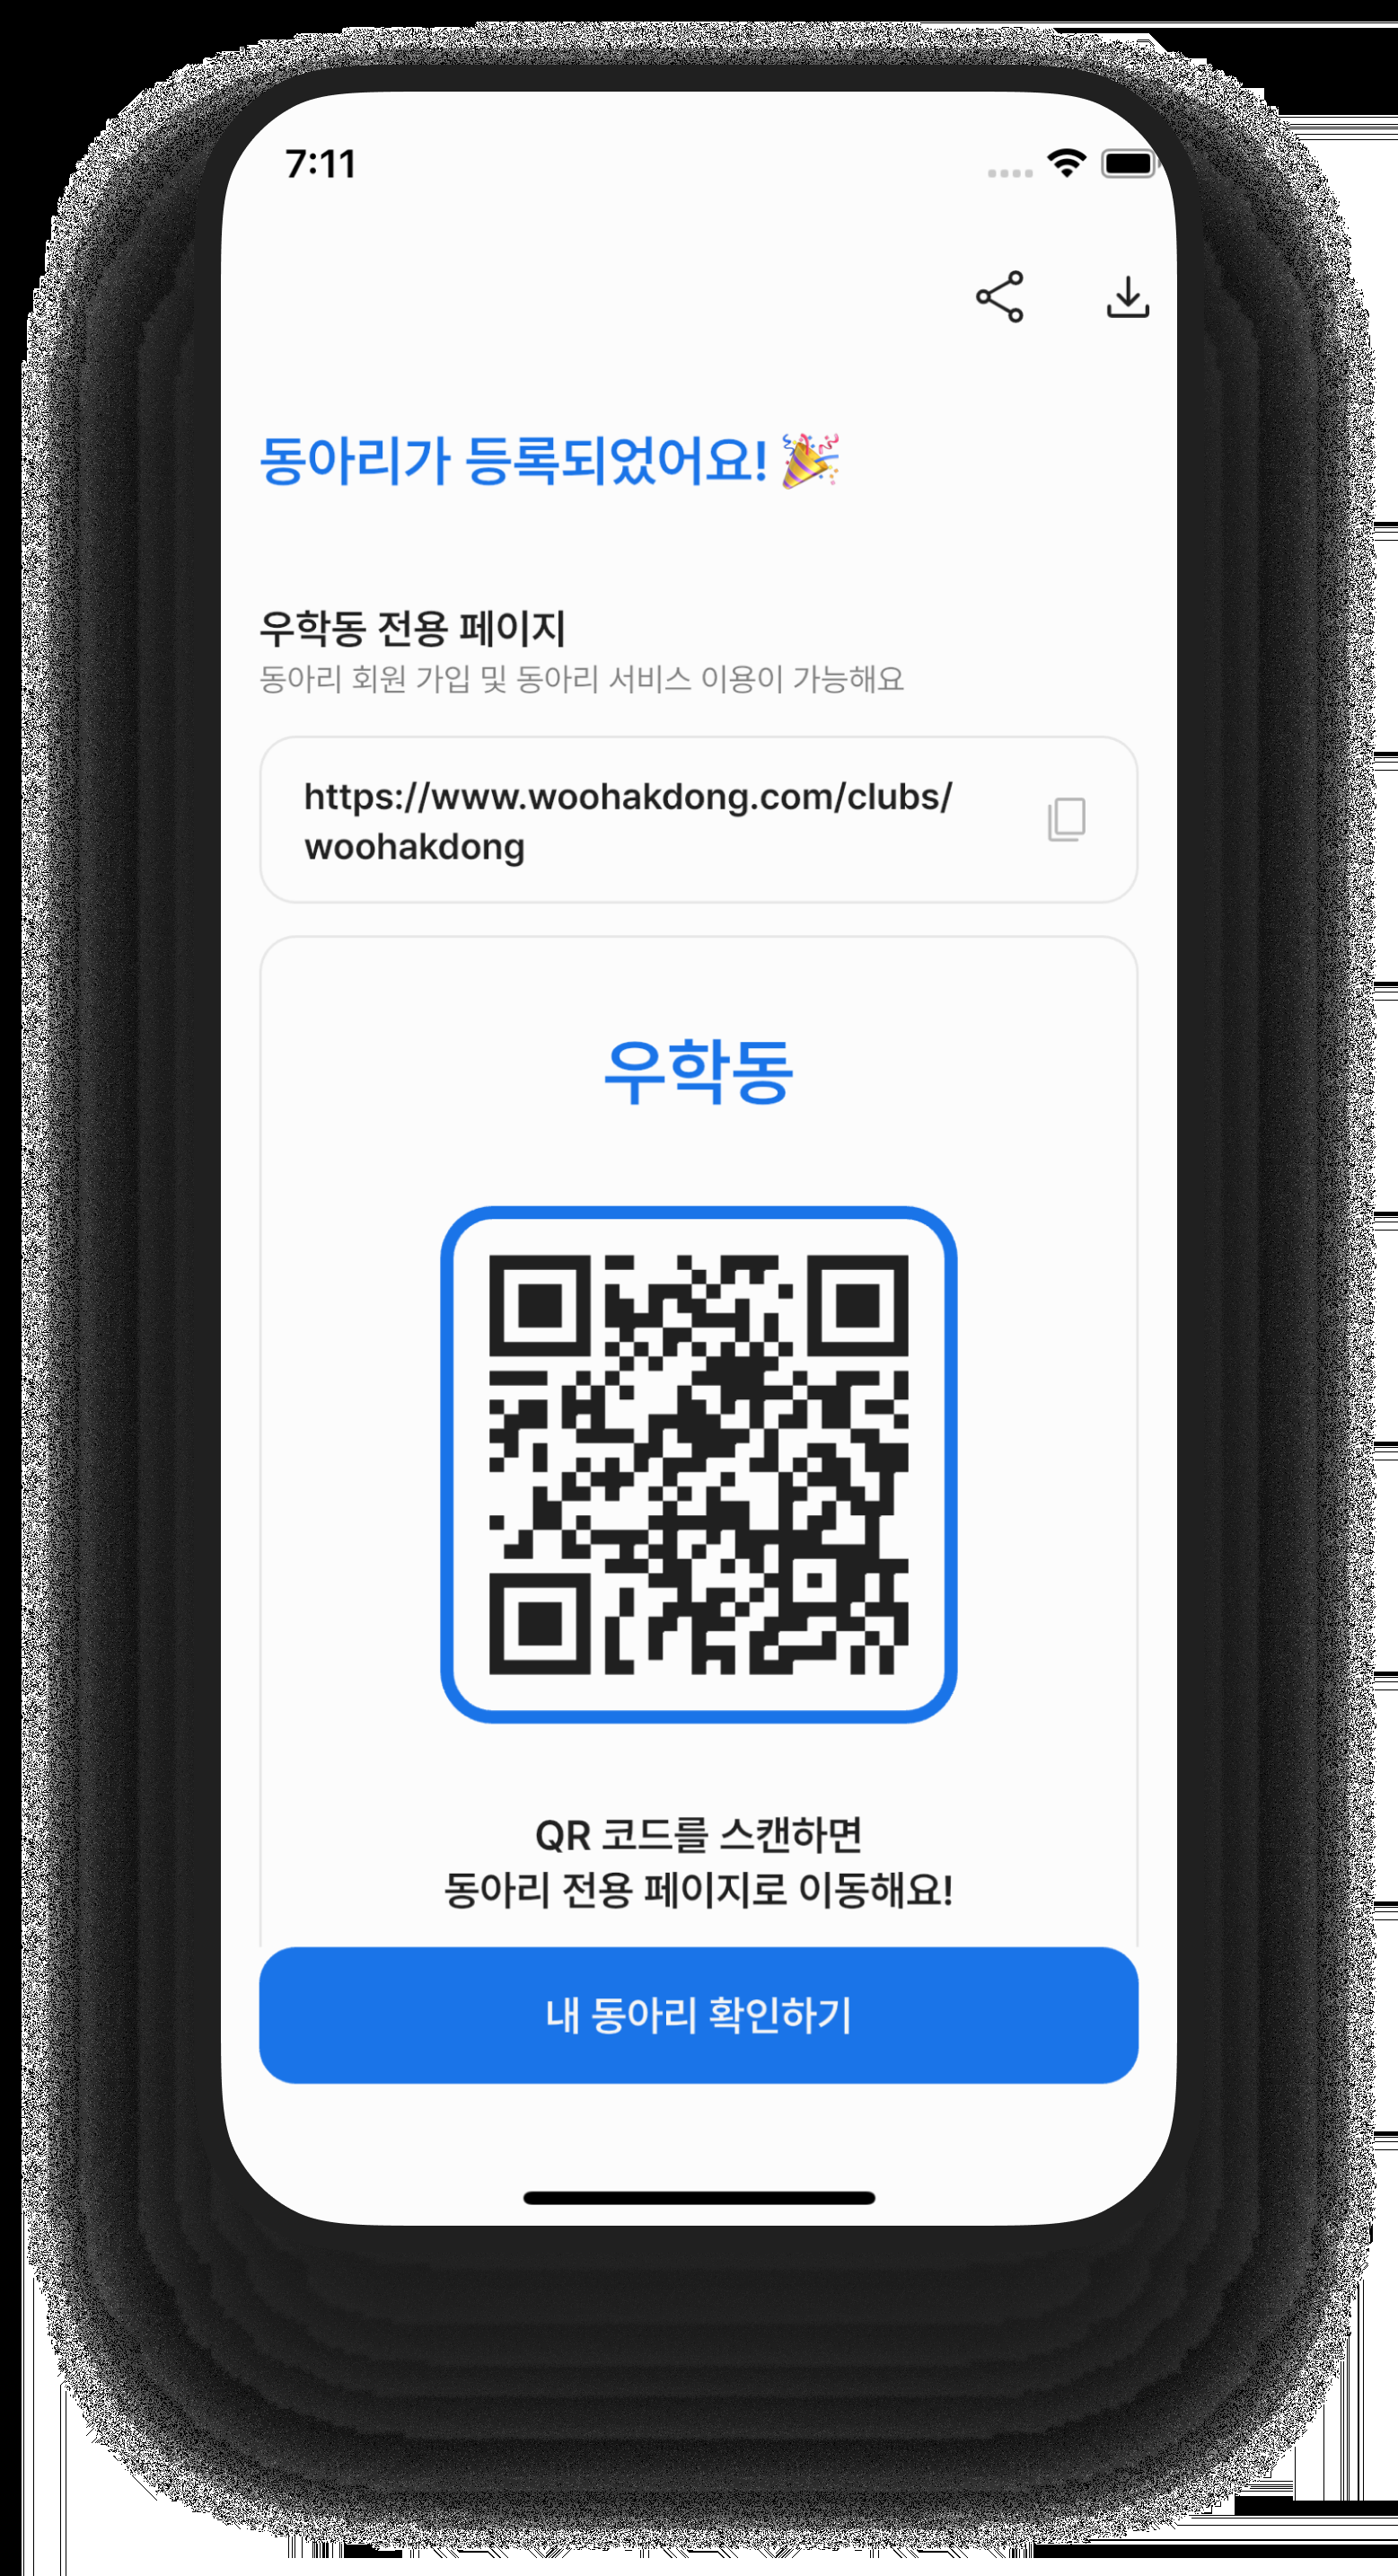 7:11
동아리가 등록되었어요! 🎉
우학동 전용 페이지
동아리 회원 가입 및 동아리 서비스 이용이 가능해요
https://www.woohakdong.com/clubs/
woohakdong
우학동
QR 코드를 스캔하면
동아리 전용 페이지로 이동해요!
내 동아리 확인하기